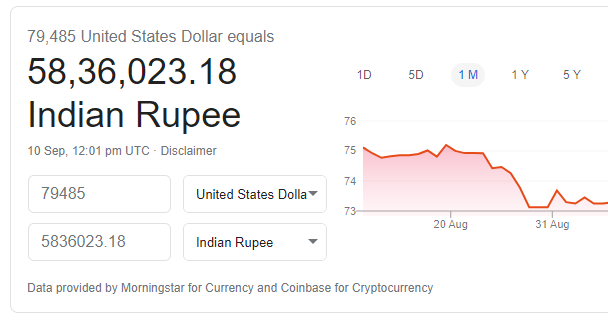 79,485 United States Dollar equals
58,36,023.18
Indian Rupee
10 Sep, 12:01 pm UTC · Disclaimer
79485
United States Dolla
5836023.18
Indian Rupee
1D 5D 1 M 1 Y 5 Y
76
75
74
73
20 Aug 31 Aug
Data provided by Morningstar for Currency and Coinbase for Cryptocurrency